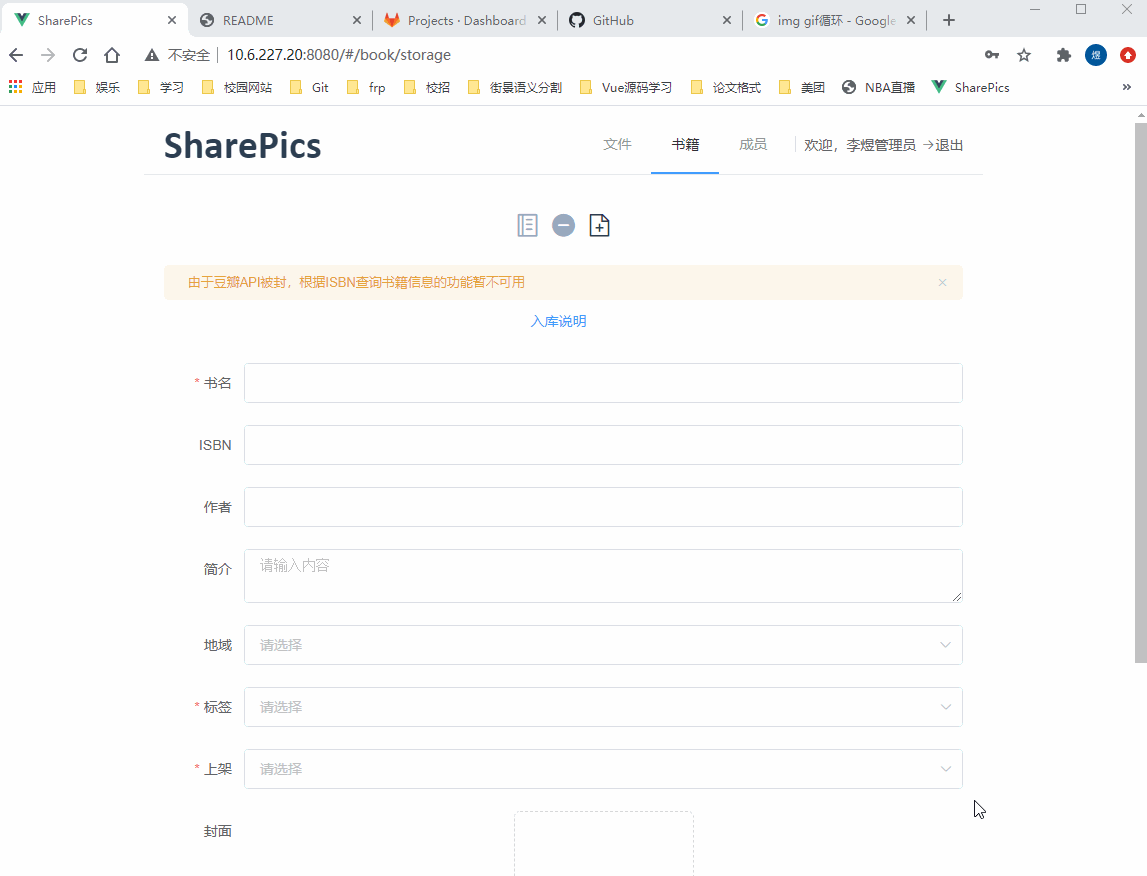 SharePics
README
Projects · Dashboard
GitHub
img gif循环 - Google
不安全 10.6.227.20:8080/#/book/storage 煜
应用 娱乐 学习 校园网站 Git frp 校招 街景语义分割 Vue源码学习 论文格式 美团 NBA直播 SharePics »
SharePics 文件 书籍 成员 欢迎，李煜管理员 →退出
由于豆瓣API被封，根据ISBN查询书籍信息的功能暂不可用
入库说明
* 书名
ISBN
作者
简介 请输入内容
地域 请选择
* 标签 请选择
* 上架 请选择
封面